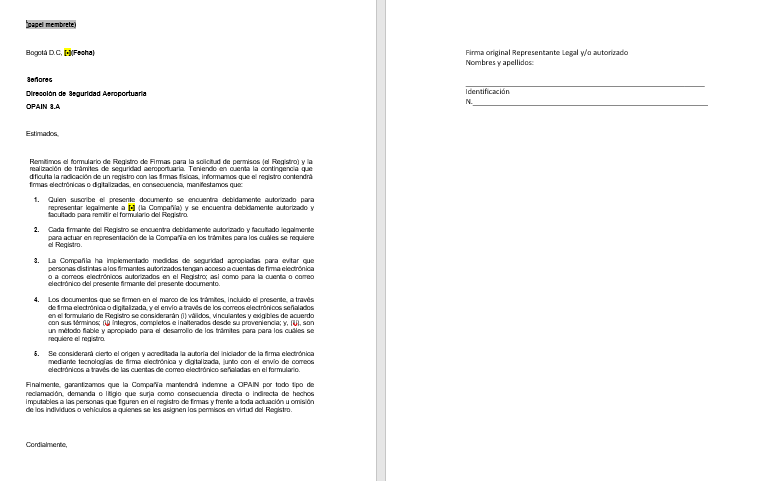 (papel membrete)
Bogotá D.C, [•](Fecha)
Señores
Dirección de Seguridad Aeroportuaria
OPAIN S.A
Estimados,
Remitimos el formulario de Registro de Firmas para la solicitud de permisos (el Registro) y la
realización de trámites de seguridad aeroportuaria. Teniendo en cuenta la contingencia que
dificulta la radicación de un registro con las firmas físicas, informamos que el registro contendrá
firmas electrónicas o digitalizadas, en consecuencia, manifestamos que:
1. Quien suscribe el presente documento se encuentra debidamente autorizado para
representar legalmente a [•] (la Compañía) y se encuentra debidamente autorizado y
facultado para remitir el formulario del Registro.
2. Cada firmante del Registro se encuentra debidamente autorizado y facultado legalmente
para actuar en representación de la Compañía en los trámites para los cuáles se requiere
el Registro.
3. La Compañía ha implementado medidas de seguridad apropiadas para evitar que
personas distintas a los firmantes autorizados tengan acceso a cuentas de firma electrónica
o a correos electrónicos autorizados en el Registro; así como para la cuenta o correo
electrónico del presente firmante del presente documento.
4. Los documentos que se firmen en el marco de los trámites, incluido el presente, a través
de firma electrónica o digitalizada, y el envío a través de los correos electrónicos señalados
en el formulario de Registro se considerarán (i) válidos, vinculantes y exigibles de acuerdo
con sus términos; (ii) íntegros, completos e inalterados desde su proveniencia; y, (iii), son
un método fiable y apropiado para el desarrollo de los trámites para para los cuáles se
requiere el registro.
5. Se considerará cierto el origen y acreditada la autoría del iniciador de la firma electrónica
mediante tecnologías de firma electrónica y digitalizada, junto con el envío de correos
electrónicos a través de las cuentas de correo electrónico señaladas en el formulario.
Finalmente, garantizamos que la Compañía mantendrá indemne a OPAIN por todo tipo de
reclamación, demanda o litigio que surja como consecuencia directa o indirecta de hechos
imputables a las personas que figuren en el registro de firmas y frente a toda actuación u omisión
de los individuos o vehículos a quienes se les asignen los permisos en virtud del Registro.
Cordialmente,
Firma original Representante Legal y/o autorizado
Nombres y apellidos:
Identificación
N.